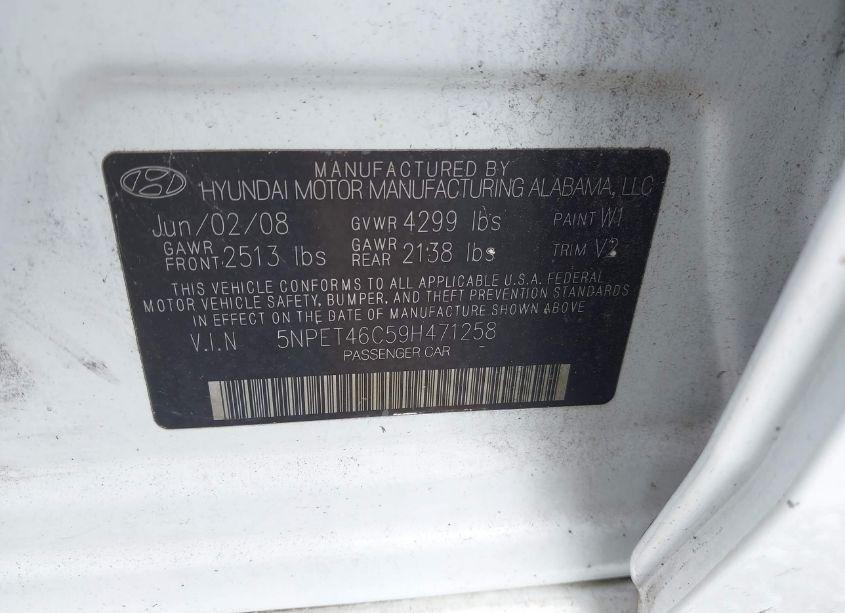 MANUFACTURED BY
HYUNDAI MOTOR MANUFACTURING ALABAMA, LLC
Jun/02/08 GVWR 4299 lbs PAINT W1
GAWR FRONT 2513 lbs GAWR REAR 2138 lbs TRIM V2
THIS VEHICLE CONFORMS TO ALL APPLICABLE U.S.A. FEDERAL
MOTOR VEHICLE SAFETY, BUMPER, AND THEFT PREVENTION STANDARDS
IN EFFECT ON THE DATE OF MANUFACTURE SHOWN ABOVE
V.I.N 5NPET46C59H471258
PASSENGER CAR